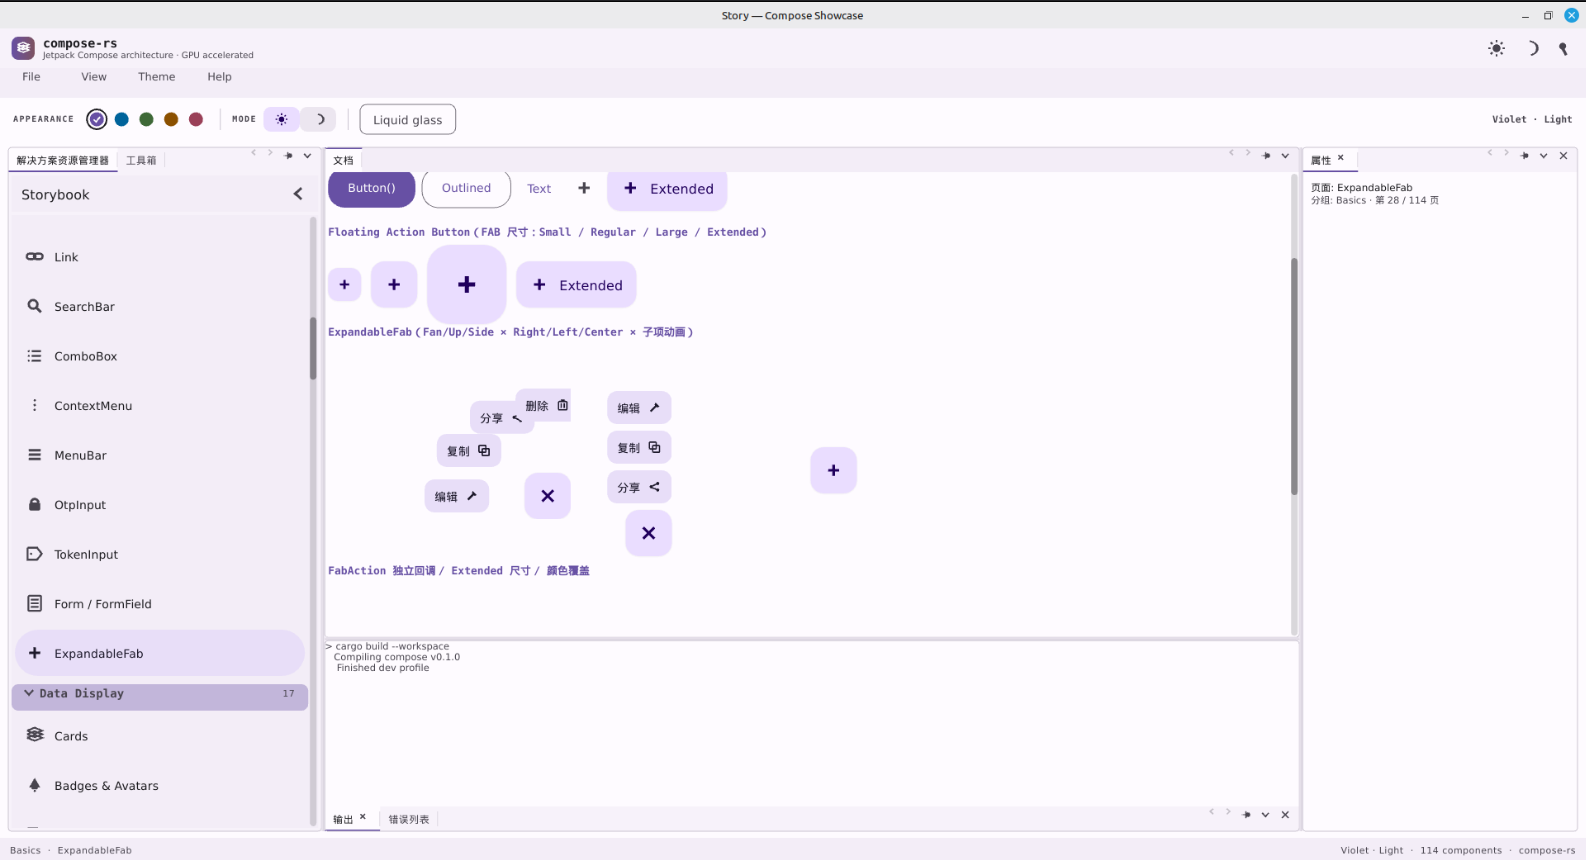 Story — Compose Showcase
compose-rs
Jetpack Compose architecture · GPU accelerated
File View Theme Help
APPEARANCE MODE Liquid glass Violet · Light
解决方案资源管理器 工具箱
Storybook
Link
SearchBar
ComboBox
ContextMenu
MenuBar
OtpInput
TokenInput
Form / FormField
ExpandableFab
Data Display 17
Cards
Badges & Avatars
文档
Button() Outlined Text Extended
Floating Action Button（FAB 尺寸：Small / Regular / Large / Extended）
Extended
ExpandableFab（Fan/Up/Side × Right/Left/Center × 子项动画）
删除
分享
复制
编辑
编辑
复制
分享
FabAction 独立回调 / Extended 尺寸 / 颜色覆盖
> cargo build --workspace
Compiling compose v0.1.0
Finished dev profile
输出 错误列表
属性
页面: ExpandableFab
分组: Basics · 第 28 / 114 页
Basics · ExpandableFab
Violet · Light · 114 components · compose-rs